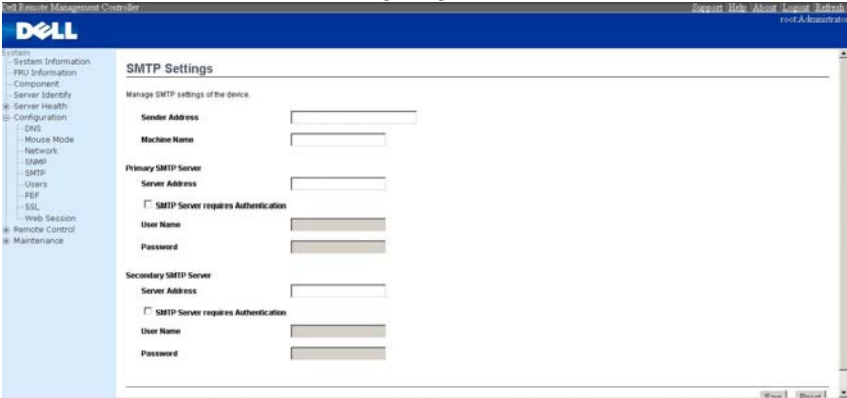 Dell Remote Management Controller
Support Help About Logout Refresh
root:Administrator
DELL
System
System Information
FRU Information
Component
Server Identify
Server Health
Configuration
DNS
Mouse Mode
Network
SNMP
SMTP
Users
PEF
SSL
Web Session
Remote Control
Maintenance
SMTP Settings
Manage SMTP settings of the device.
Sender Address
Machine Name
Primary SMTP Server
Server Address
SMTP Server requires Authentication
User Name
Password
Secondary SMTP Server
Server Address
SMTP Server requires Authentication
User Name
Password
Save Reset